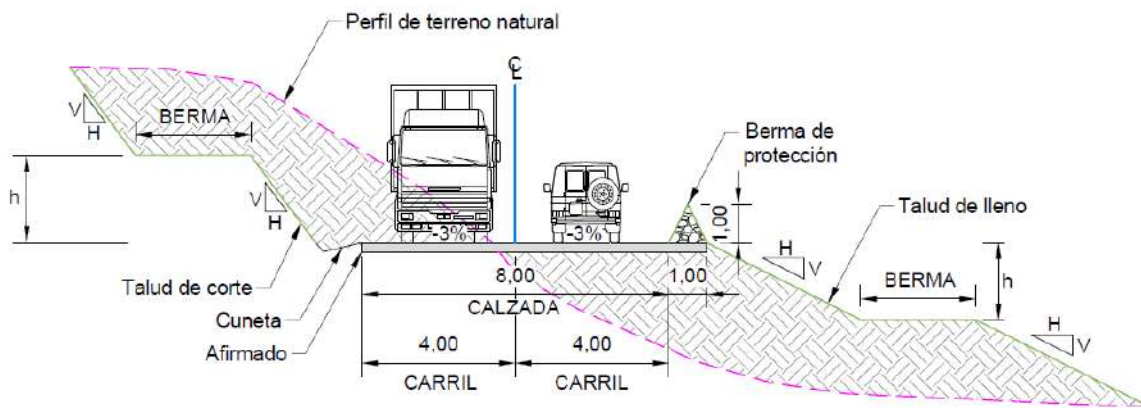 Perfil de terreno natural
℄
V
H
BERMA
Berma de
protección
h
V
H
-3%
-3%
1,00
Talud de lleno
H
V
Talud de corte
8,00
1,00
BERMA
h
Cuneta
CALZADA
Afirmado
4,00
4,00
H
V
CARRIL
CARRIL